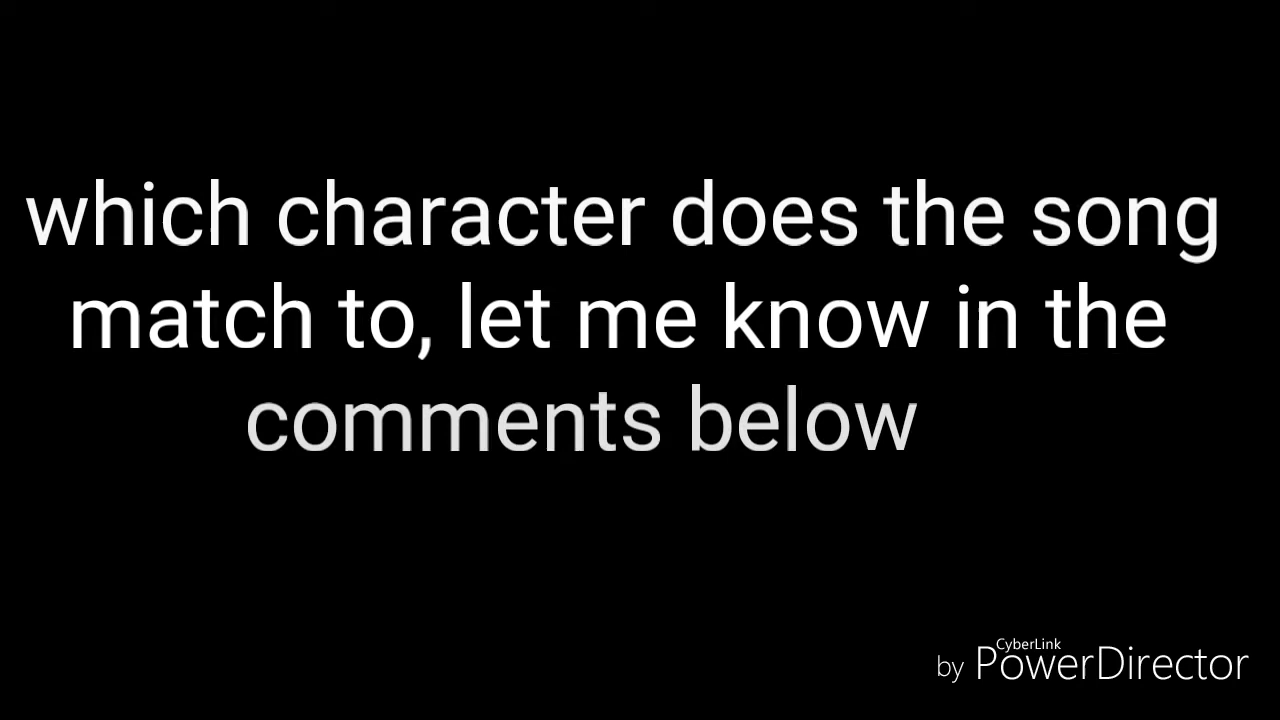 which character does the song
match to, let me know in the
comments below
CyberLink
by PowerDirector